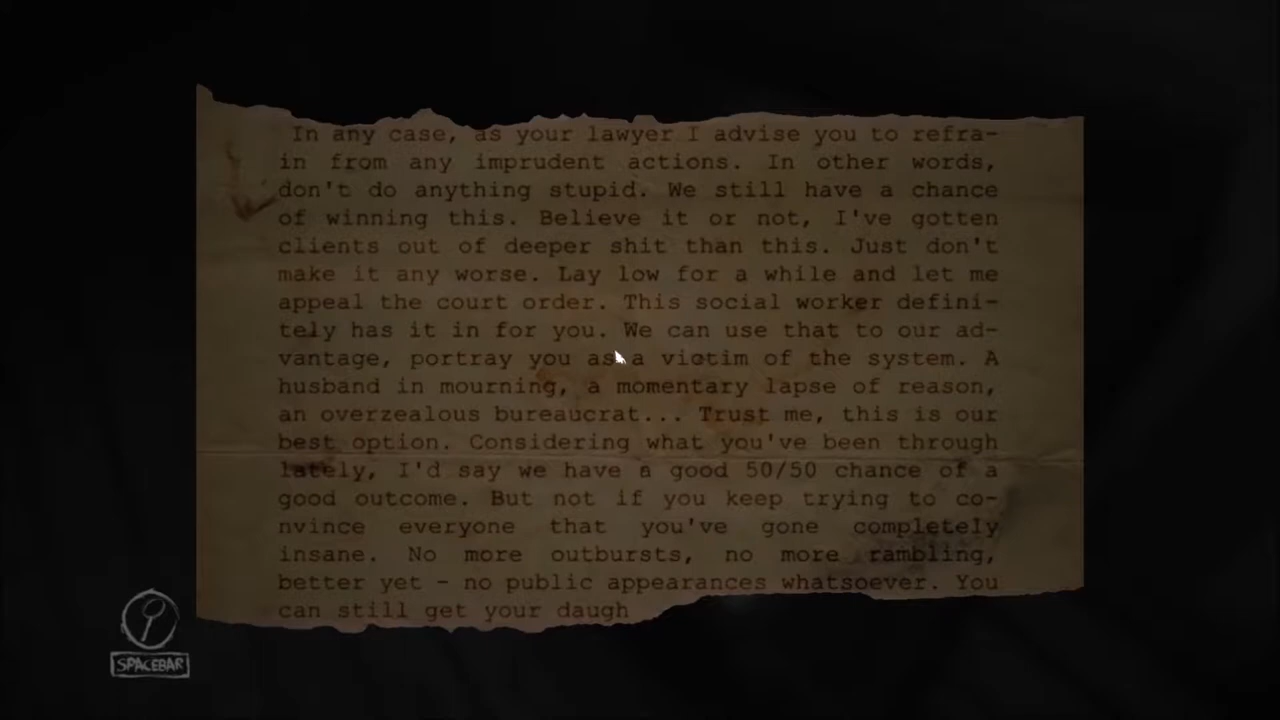 In any case, as your lawyer I advise you to refra-
in from any imprudent actions. In other words,
don't do anything stupid. We still have a chance
of winning this. Believe it or not, I've gotten
clients out of deeper shit than this. Just don't
make it any worse. Lay low for a while and let me
appeal the court order. This social worker defini-
tely has it in for you. We can use that to our ad-
vantage, portray you as a victim of the system. A
husband in mourning, a momentary lapse of reason,
an overzealous bureaucrat... Trust me, this is our
best option. Considering what you've been through
lately, I'd say we have a good 50/50 chance of a
good outcome. But not if you keep trying to co-
nvince everyone that you've gone completely
insane. No more outbursts, no more rambling,
better yet - no public appearances whatsoever. You
can still get your daugh
SPACEBAR